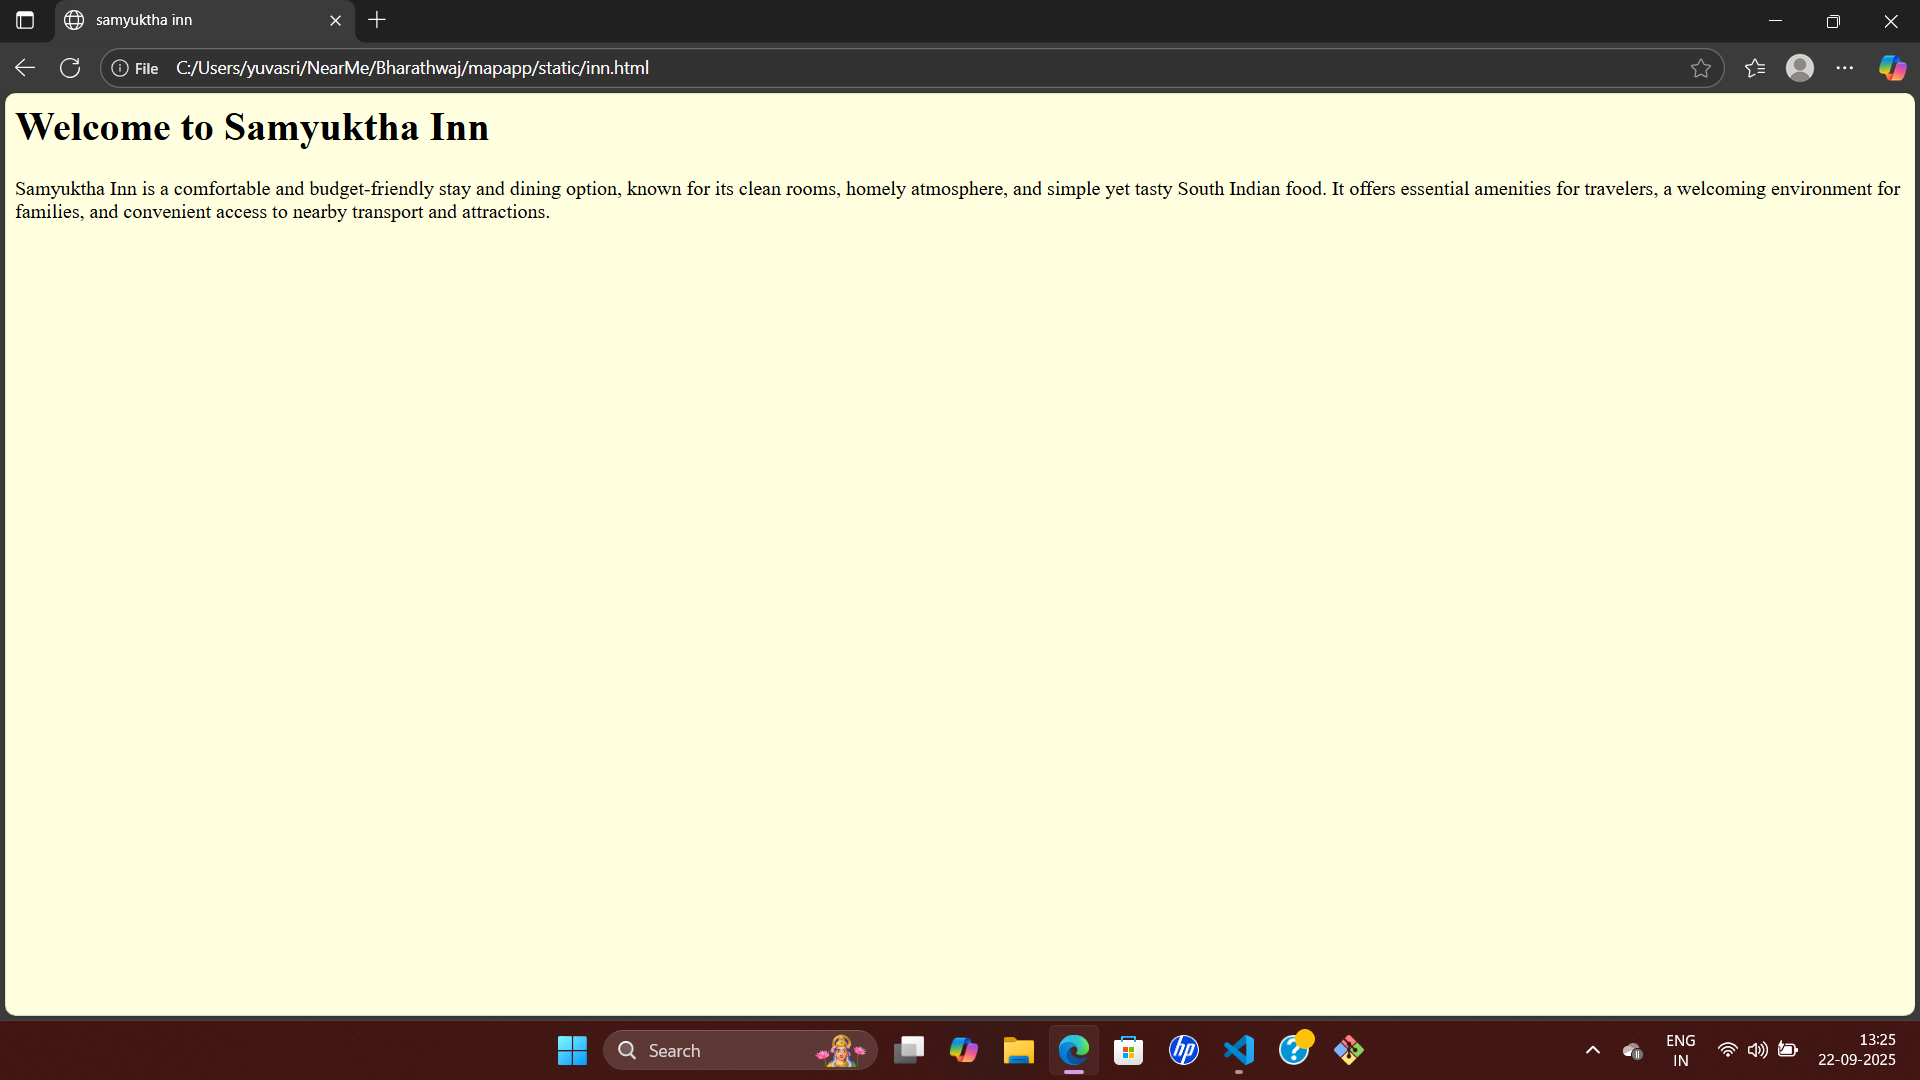 samyuktha inn
File C:/Users/yuvasri/NearMe/Bharathwaj/mapapp/static/inn.html
Welcome to Samyuktha Inn
Samyuktha Inn is a comfortable and budget-friendly stay and dining option, known for its clean rooms, homely atmosphere, and simple yet tasty South Indian food. It offers essential amenities for travelers, a welcoming environment for
families, and convenient access to nearby transport and attractions.
Search
hp
ENG
IN
13:25
22-09-2025